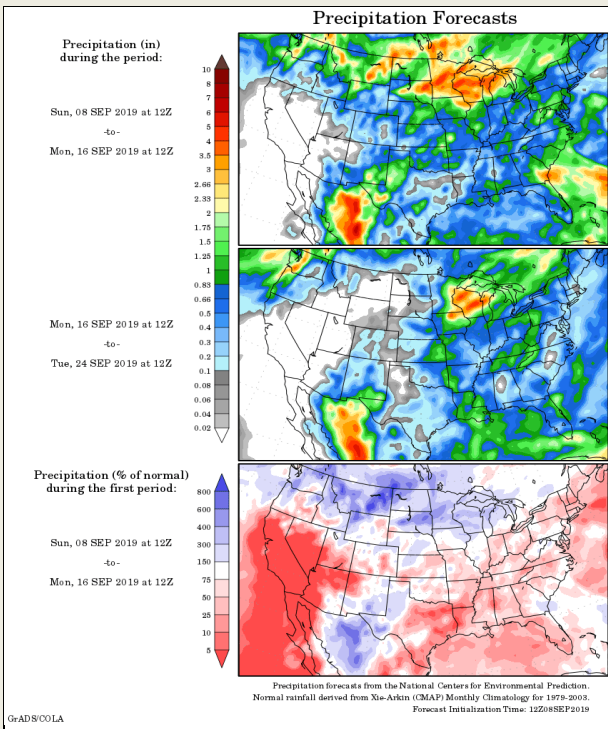 Precipitation Forecasts
Precipitation (in)
during the period:
Sun, 08 SEP 2019 at 12Z
-to-
Mon, 16 SEP 2019 at 12Z
10
8
7
6
5
4
3.5
3
2.66
2.33
2
1.75
1.5
1.25
1
0.83
0.66
0.5
0.4
0.3
0.2
0.1
0.08
0.06
0.04
0.02
Mon, 16 SEP 2019 at 12Z
-to-
Tue, 24 SEP 2019 at 12Z
Precipitation (% of normal)
during the first period:
Sun, 08 SEP 2019 at 12Z
-to-
Mon, 16 SEP 2019 at 12Z
800
600
400
300
150
75
50
25
10
5
Precipitation forecasts from the National Centers for Environmental Prediction.
Normal rainfall derived from Xie-Arkin (CMAP) Monthly Climatology for 1979-2003.
Forecast Initialization Time: 12Z08SEP2019
GrADS/COLA